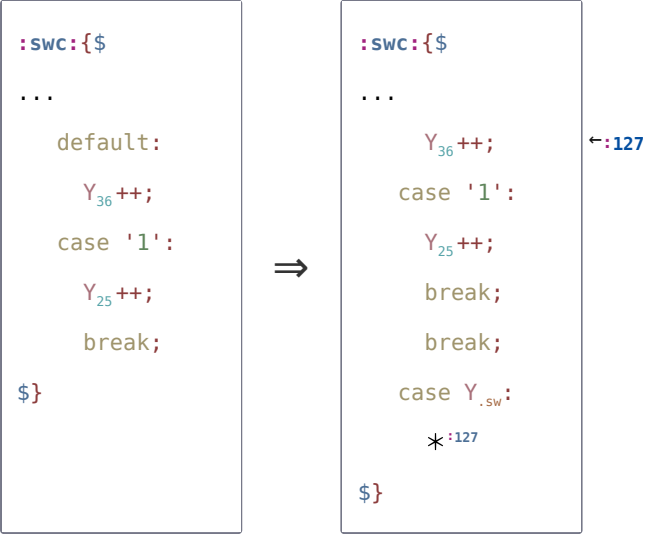 :swc:{$
...
default:
Y36++;
case '1':
Y25++;
break;
$}
⇒
:swc:{$
...
Y36++; ←:127
case '1':
Y25++;
break;
break;
case Y.sw:
*:127
$}